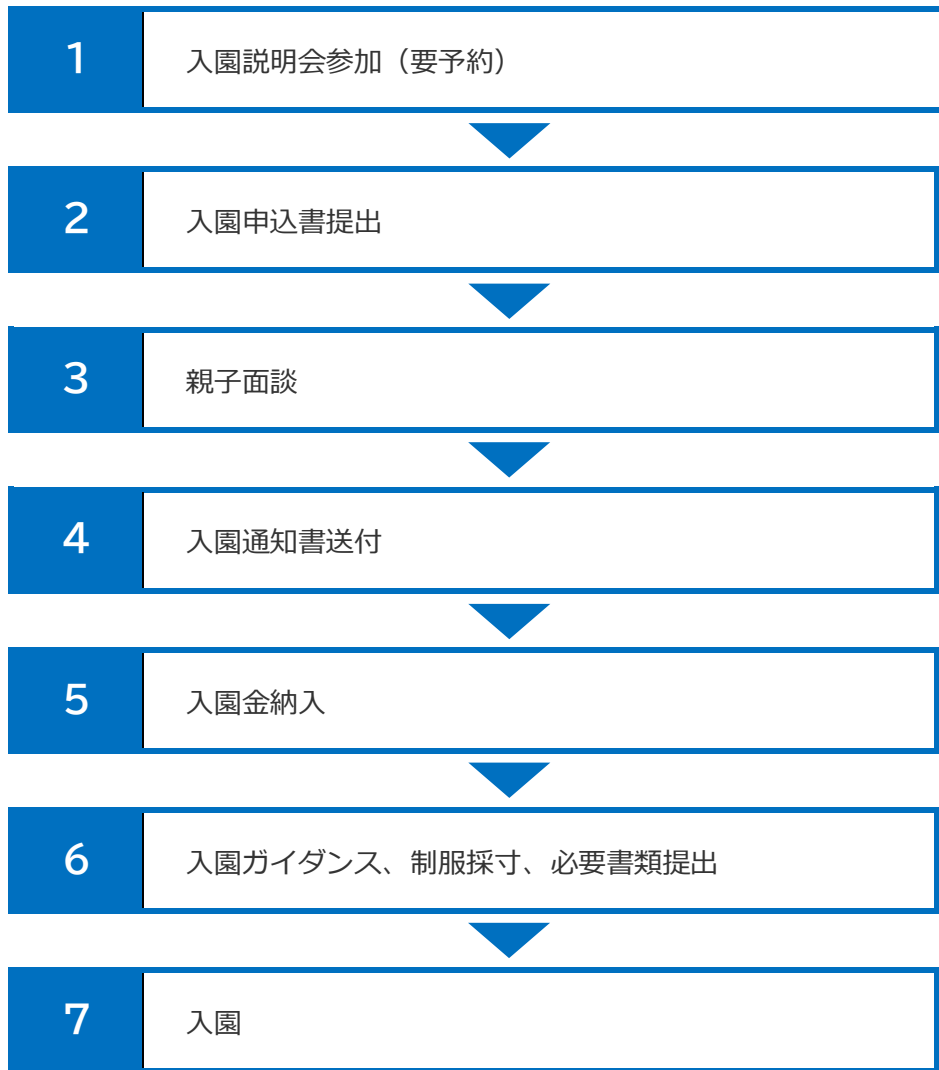 1
入園説明会参加（要予約）
2
入園申込書提出
3
親子面談
4
入園通知書送付
5
入園金納入
6
入園ガイダンス、制服採寸、必要書類提出
7
入園